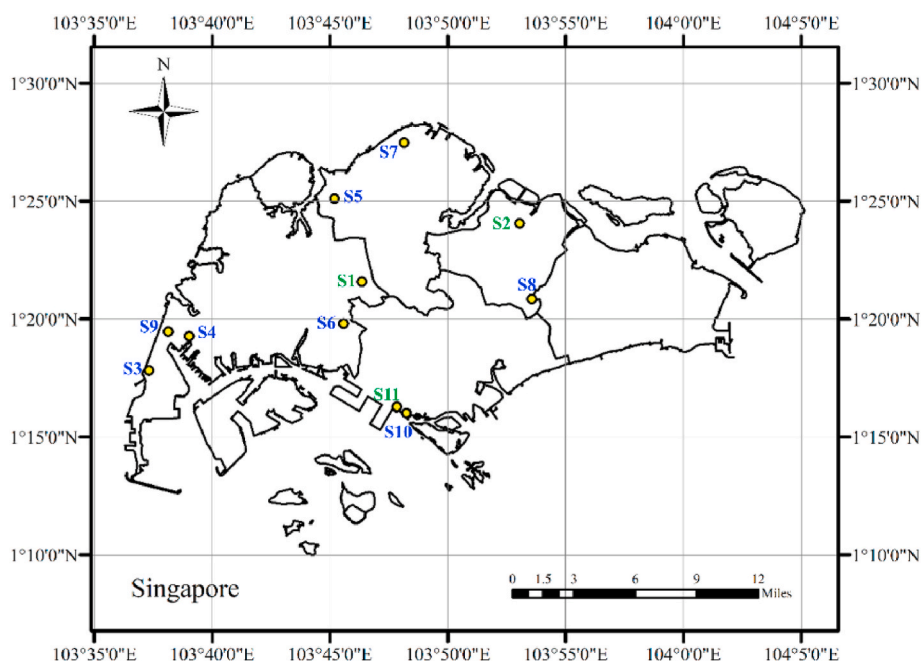 103°35'0"E 103°40'0"E 103°45'0"E 103°50'0"E 103°55'0"E 104°0'0"E 104°5'0"E
N
1°30'0"N 1°30'0"N
S7
1°25'0"N S5 1°25'0"N
S2
S1
S8
1°20'0"N S9 S4 S6 1°20'0"N
S3
S11
1°15'0"N S10 1°15'0"N
1°10'0"N 1°10'0"N
Singapore
0 1.5 3 6 9 12
Miles
103°35'0"E 103°40'0"E 103°45'0"E 103°50'0"E 103°55'0"E 104°0'0"E 104°5'0"E